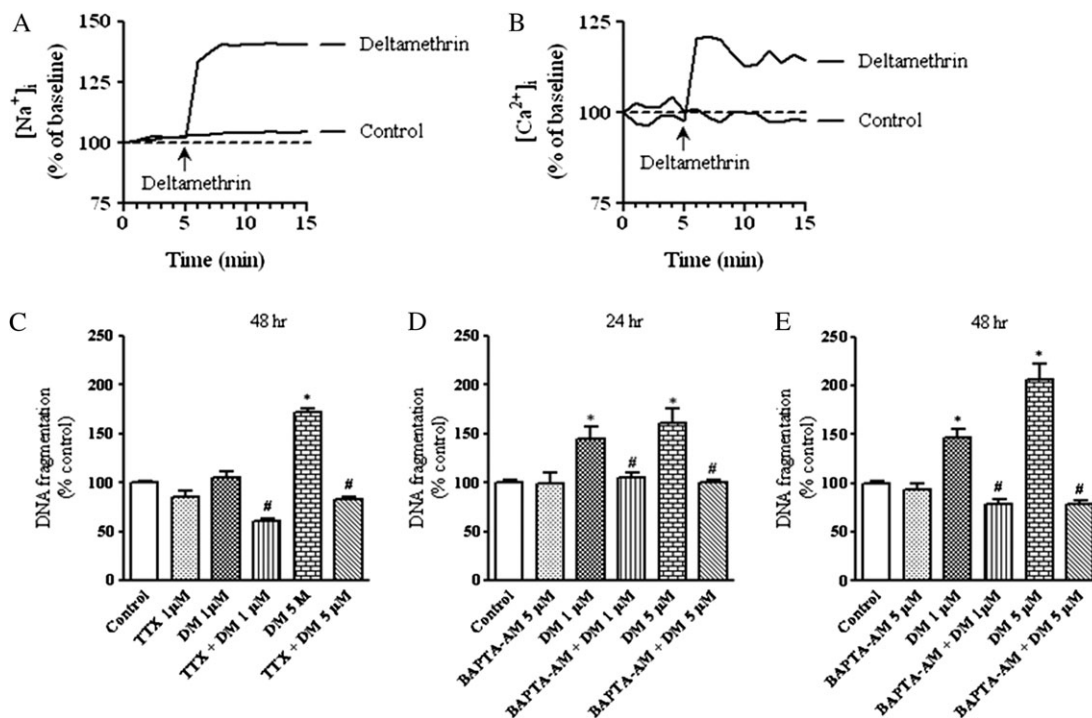 A
150
125
100
75
[Na⁺]i
(% of baseline)
Deltamethrin
Control
Deltamethrin
0
5
10
15
Time (min)
B
125
100
75
[Ca²⁺]i
(% of baseline)
Deltamethrin
Control
Deltamethrin
0
5
10
15
Time (min)
C
48 hr
250
200
150
100
50
0
DNA fragmentation
(% control)
*
#
#
Control
TTX 1µM
DM 1µM
TTX + DM 1 µM
DM 5 M
TTX + DM 5 µM
D
24 hr
250
200
150
100
50
0
DNA fragmentation
(% control)
*
#
*
#
Control
BAPTA-AM 5 µM
DM 1 µM
BAPTA-AM + DM 1 µM
DM 5 µM
BAPTA-AM + DM 5 µM
E
48 hr
250
200
150
100
50
0
DNA fragmentation
(% control)
*
#
*
#
Control
BAPTA-AM 5 µM
DM 1 µM
BAPTA-AM + DM 1µM
DM 5 µM
BAPTA-AM + DM 5 µM